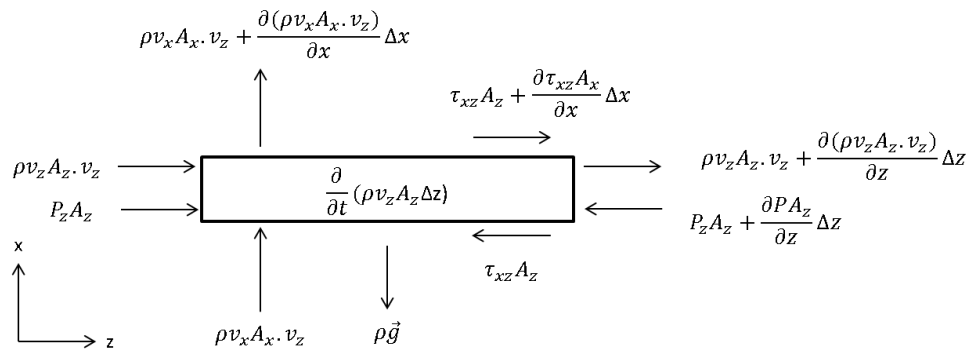 ρv_xA_x.v_z + ∂(ρv_xA_x.v_z)/∂x Δx
τ_xzA_z + ∂τ_xzA_x/∂x Δx
ρv_zA_z.v_z
∂/∂t (ρv_zA_zΔz)
ρv_zA_z.v_z + ∂(ρv_zA_z.v_z)/∂z Δz
P_zA_z
P_zA_z + ∂PA_z/∂z Δz
x
τ_xzA_z
z
ρv_xA_x.v_z
ρg⃗